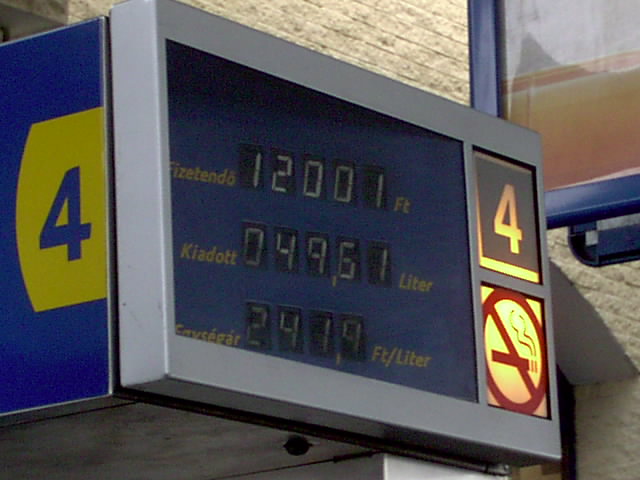 4
Fizetendő 12001 Ft
Kiadott 049,61 Liter
Egységár 241,9 Ft/Liter
4